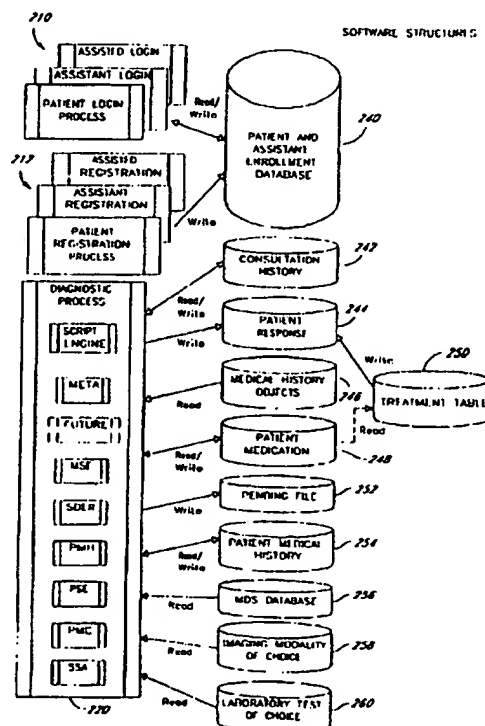 SOFTWARE STRUCTURES
210
ASSISTED LOGIN
ASSISTANT LOGIN
PATIENT LOGIN
PROCESS
Read/
Write
PATIENT AND
ASSISTANT
ENROLLMENT
DATABASE
240
212
ASSISTED
REGISTRATION
ASSISTANT
REGISTRATION
PATIENT
REGISTRATION
PROCESS
Write
DIAGNOSTIC
PROCESS
Read/
Write
CONSULTATION
HISTORY
242
SCRIPT
ENGINE
Write
PATIENT
RESPONSE
244
Write
250
TREATMENT TABLE
META
Read
MEDICAL HISTORY
OBJECTS
246
Read
FUTURE
MSF
Read/
Write
PATIENT
MEDICATION
248
SDER
Write
PENDING FILE
252
PMH
Read/
Write
PATIENT MEDICAL
HISTORY
254
PSE
Read
MDS DATABASE
256
PMC
Read
IMAGING MODALITY
OF CHOICE
258
SSA
Read
LABORATORY TEST
OF CHOICE
260
220